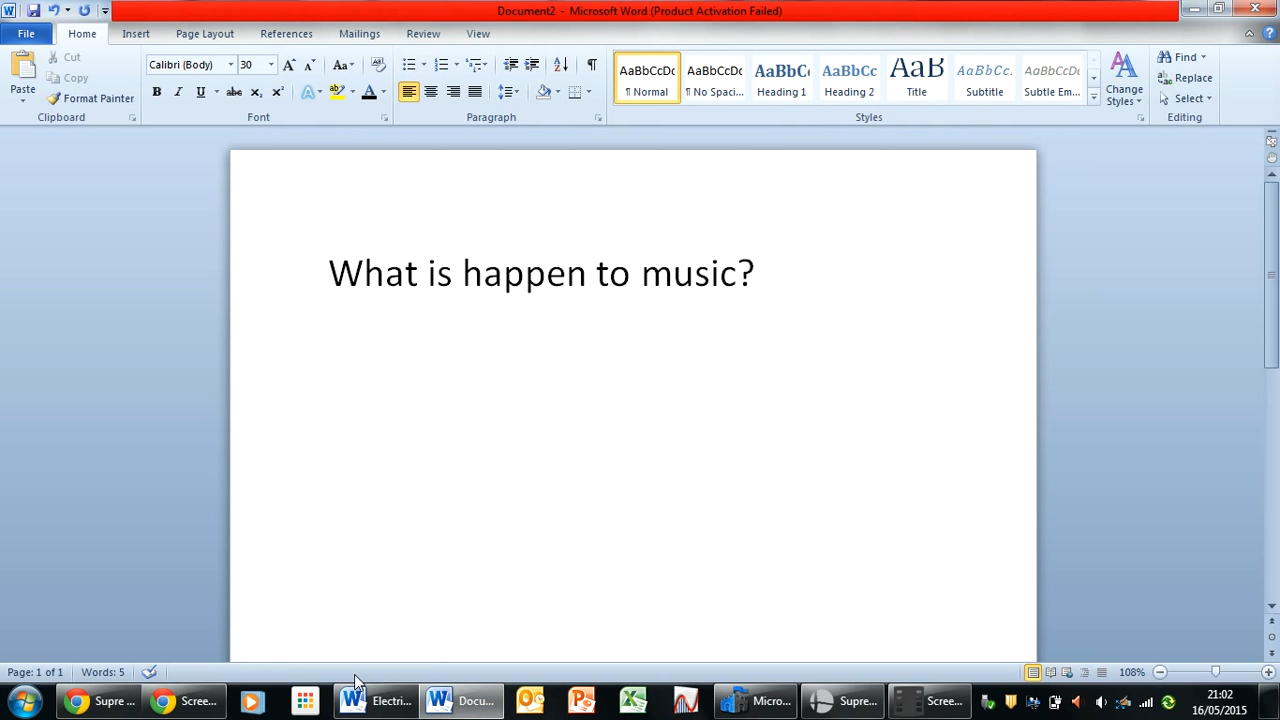 Document2 - Microsoft Word (Product Activation Failed)
File Home Insert Page Layout References Mailings Review View
Paste
Cut
Copy
Format Painter
Clipboard
Calibri (Body) 30
Font
Paragraph
AaBbCcDc AaBbCcDc AaBbCc AaBbCc AaB AaBbCc. AaBbCcDc
¶ Normal ¶ No Spaci... Heading 1 Heading 2 Title Subtitle Subtle Em...
Change Styles
Styles
Find
Replace
Select
Editing
What is happen to music?
Page: 1 of 1 Words: 5 108%
Supre ... Scree... Electri... Docu... Micro... Supre... Scree...
21:02
16/05/2015